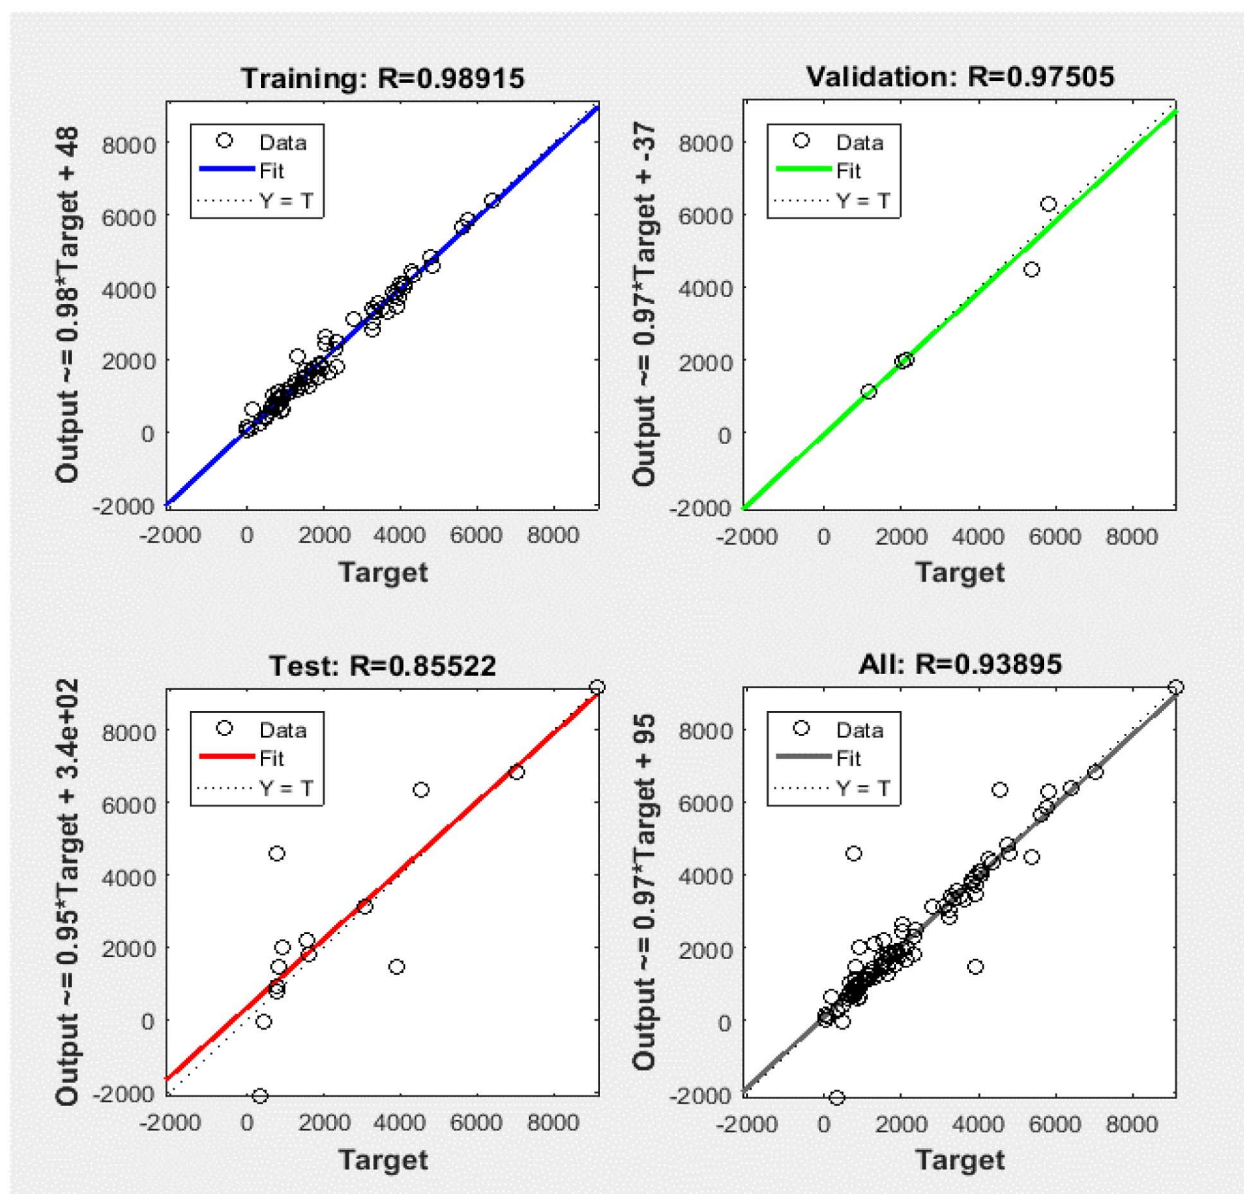 Training: R=0.98915
Output ~= 0.98*Target + 48
8000
6000
4000
2000
0
-2000
Data
Fit
Y = T
-2000 0 2000 4000 6000 8000
Target
Validation: R=0.97505
Output ~= 0.97*Target + -37
8000
6000
4000
2000
0
-2000
Data
Fit
Y = T
-2000 0 2000 4000 6000 8000
Target
Test: R=0.85522
Output ~= 0.95*Target + 3.4e+02
8000
6000
4000
2000
0
-2000
Data
Fit
Y = T
-2000 0 2000 4000 6000 8000
Target
All: R=0.93895
Output ~= 0.97*Target + 95
8000
6000
4000
2000
0
-2000
Data
Fit
Y = T
-2000 0 2000 4000 6000 8000
Target